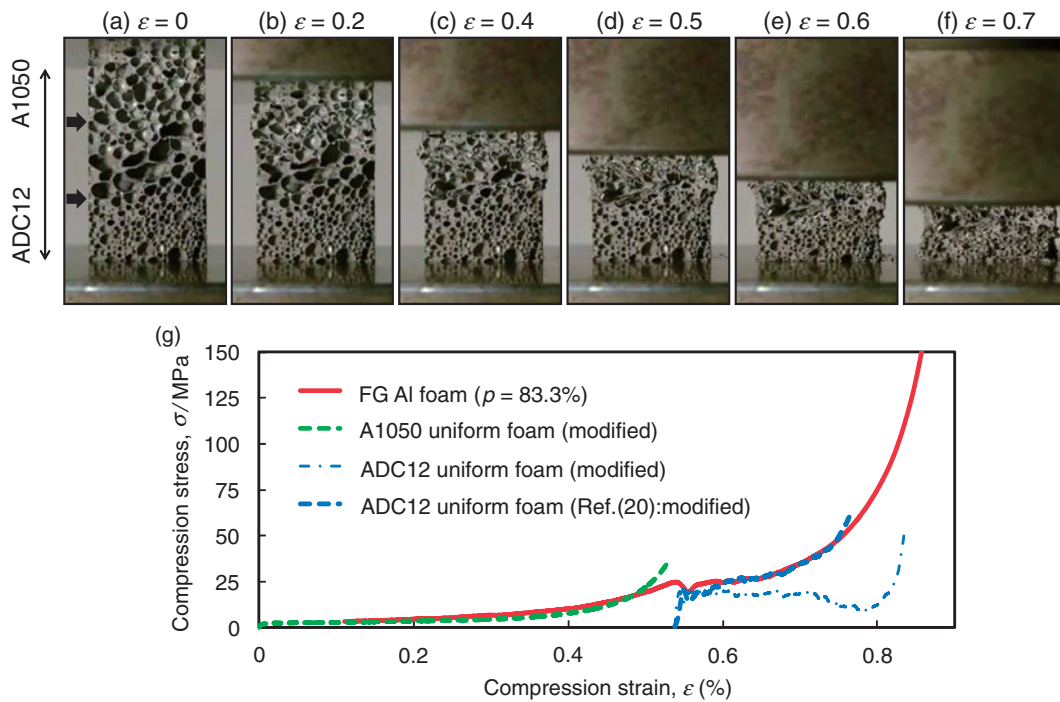 (a) ε = 0
(b) ε = 0.2
(c) ε = 0.4
(d) ε = 0.5
(e) ε = 0.6
(f) ε = 0.7
A1050
ADC12
(g)
Compression stress, σ/MPa
150
125
100
75
50
25
0
FG Al foam (p = 83.3%)
A1050 uniform foam (modified)
ADC12 uniform foam (modified)
ADC12 uniform foam (Ref.(20):modified)
0
0.2
0.4
0.6
0.8
Compression strain, ε (%)